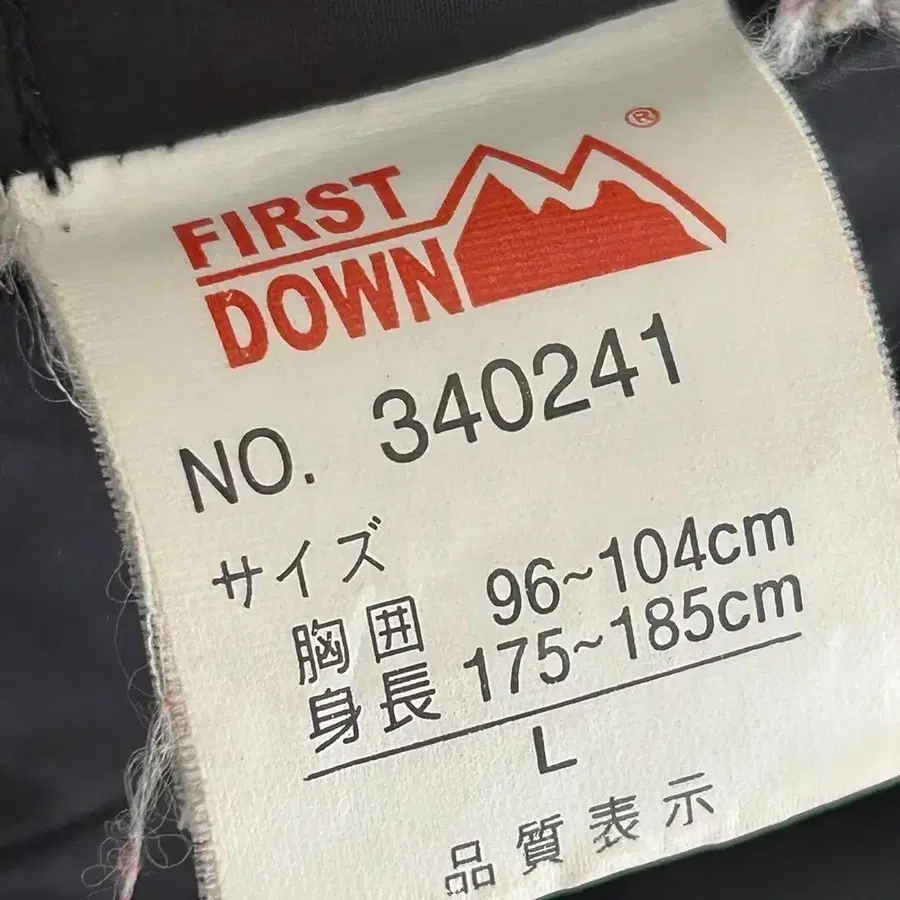 ®
FIRST
DOWN
NO. 340241
サイズ
胸囲 96~104cm
身長 175~185cm
L
品質表示